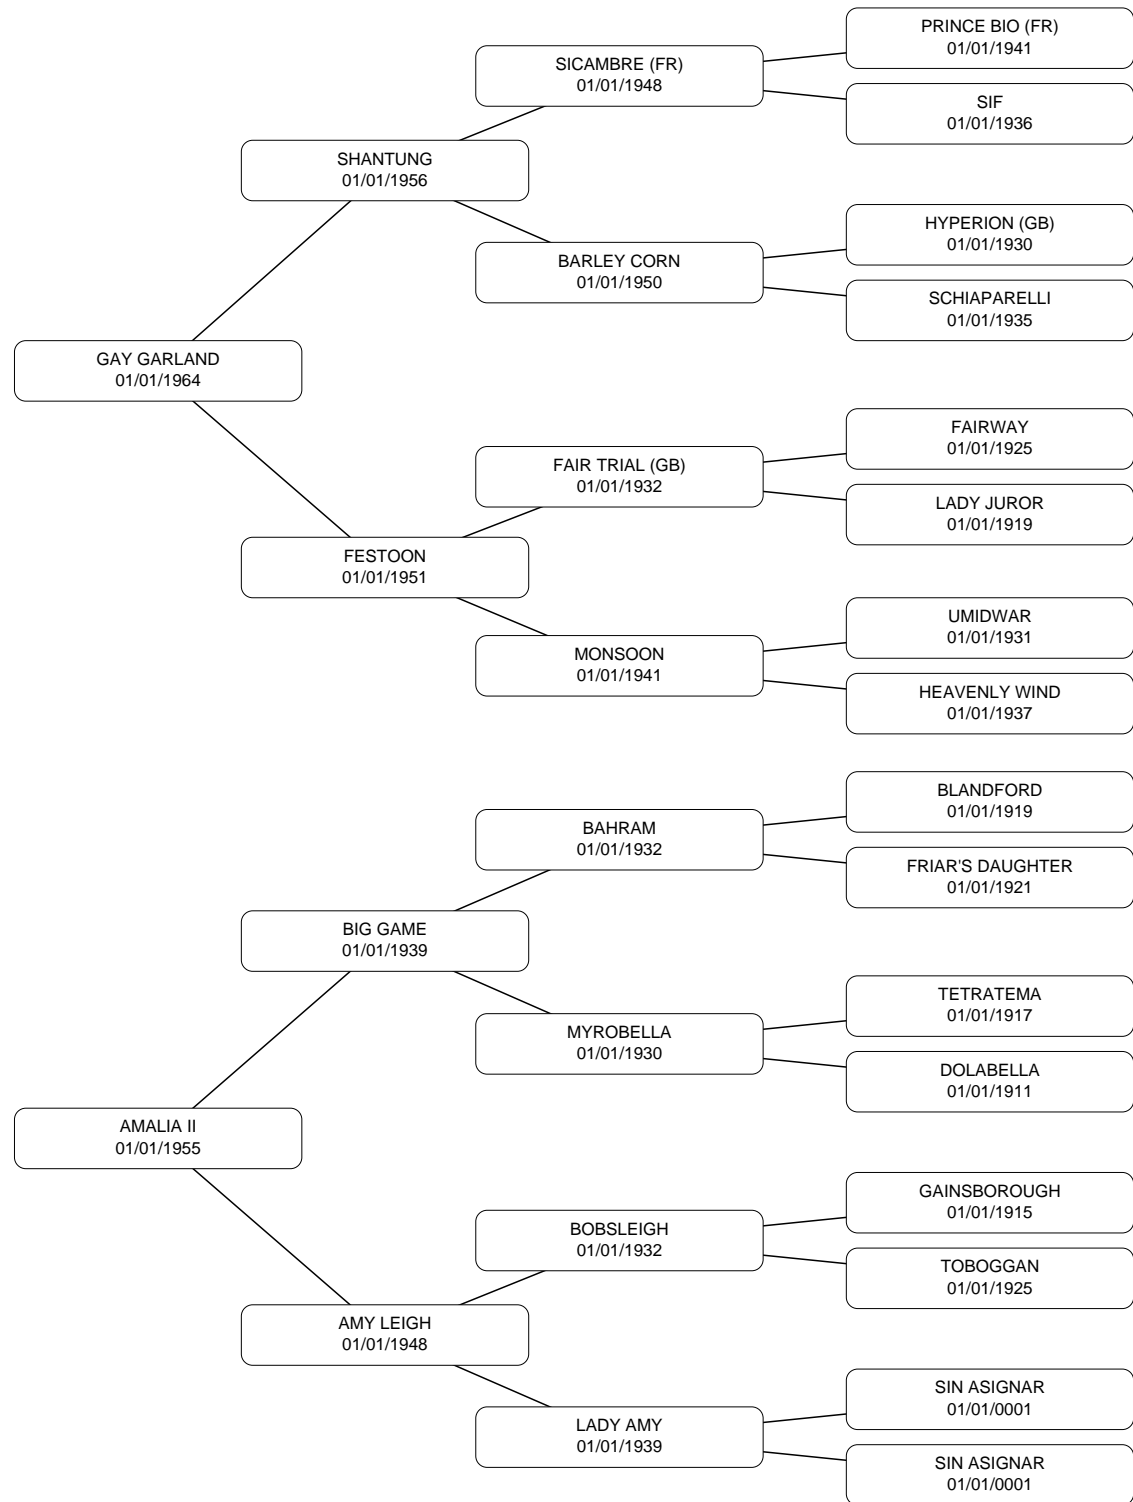 PRINCE BIO (FR)
01/01/1941
SICAMBRE (FR)
01/01/1948
SIF
01/01/1936
SHANTUNG
01/01/1956
HYPERION (GB)
01/01/1930
BARLEY CORN
01/01/1950
SCHIAPARELLI
01/01/1935
GAY GARLAND
01/01/1964
FAIRWAY
01/01/1925
FAIR TRIAL (GB)
01/01/1932
LADY JUROR
01/01/1919
FESTOON
01/01/1951
UMIDWAR
01/01/1931
MONSOON
01/01/1941
HEAVENLY WIND
01/01/1937
BLANDFORD
01/01/1919
BAHRAM
01/01/1932
FRIAR'S DAUGHTER
01/01/1921
BIG GAME
01/01/1939
TETRATEMA
01/01/1917
MYROBELLA
01/01/1930
DOLABELLA
01/01/1911
AMALIA II
01/01/1955
GAINSBOROUGH
01/01/1915
BOBSLEIGH
01/01/1932
TOBOGGAN
01/01/1925
AMY LEIGH
01/01/1948
SIN ASIGNAR
01/01/0001
LADY AMY
01/01/1939
SIN ASIGNAR
01/01/0001